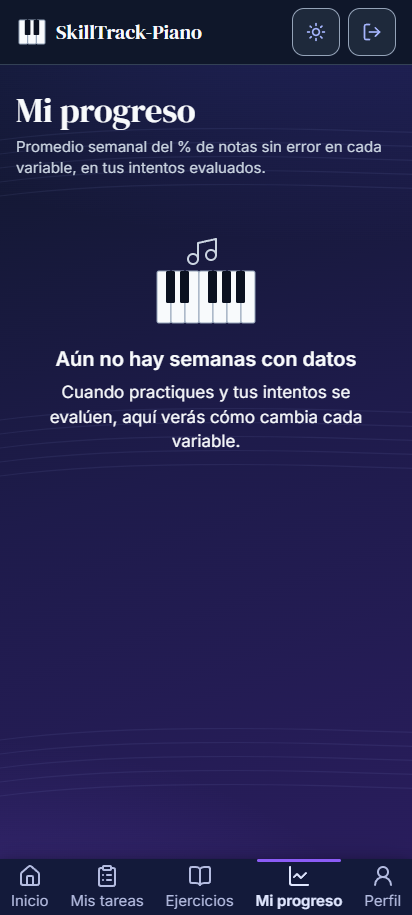 SkillTrack-Piano
Mi progreso
Promedio semanal del % de notas sin error en cada
variable, en tus intentos evaluados.
Aún no hay semanas con datos
Cuando practiques y tus intentos se
evalúen, aquí verás cómo cambia cada
variable.
Inicio
Mis tareas
Ejercicios
Mi progreso
Perfil